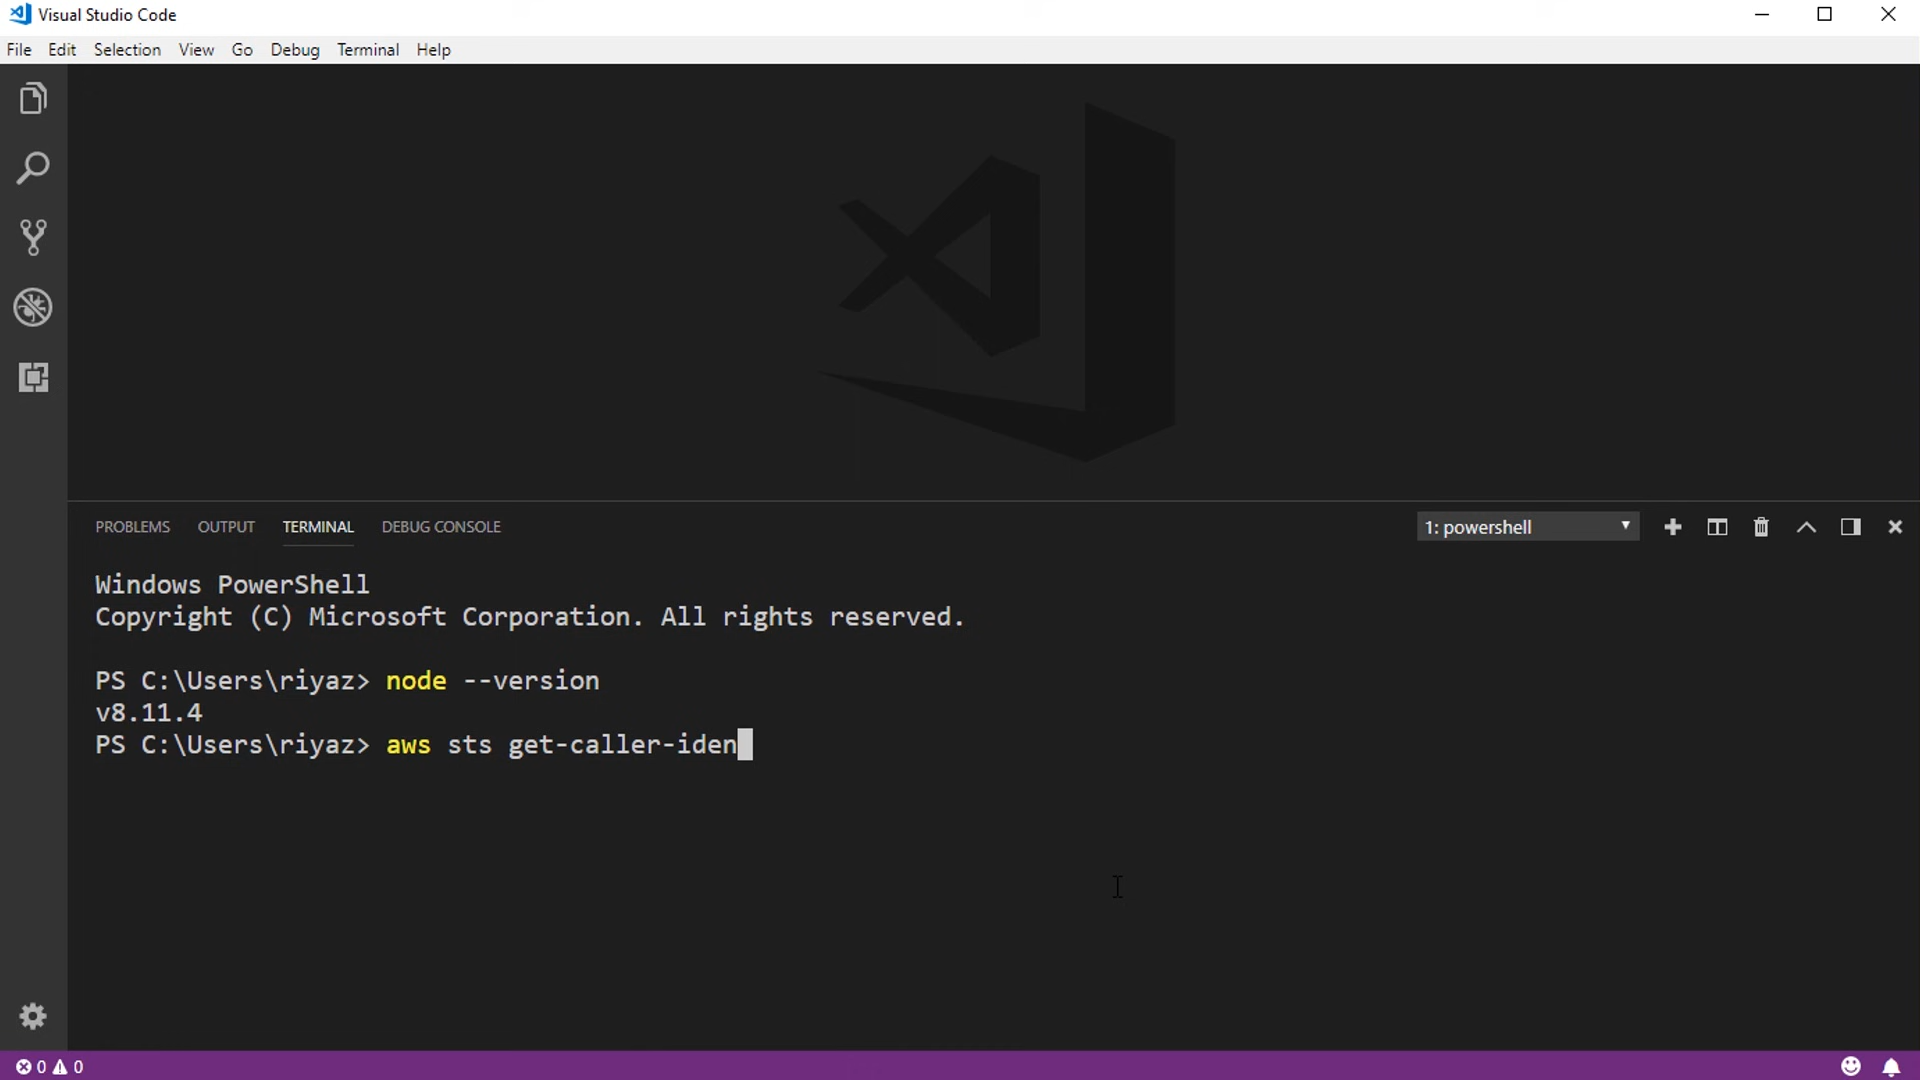 Visual Studio Code
File Edit Selection View Go Debug Terminal Help
PROBLEMS OUTPUT TERMINAL DEBUG CONSOLE 1: powershell
Windows PowerShell
Copyright (C) Microsoft Corporation. All rights reserved.
PS C:\Users\riyaz> node --version
v8.11.4
PS C:\Users\riyaz> aws sts get-caller-iden
0 0